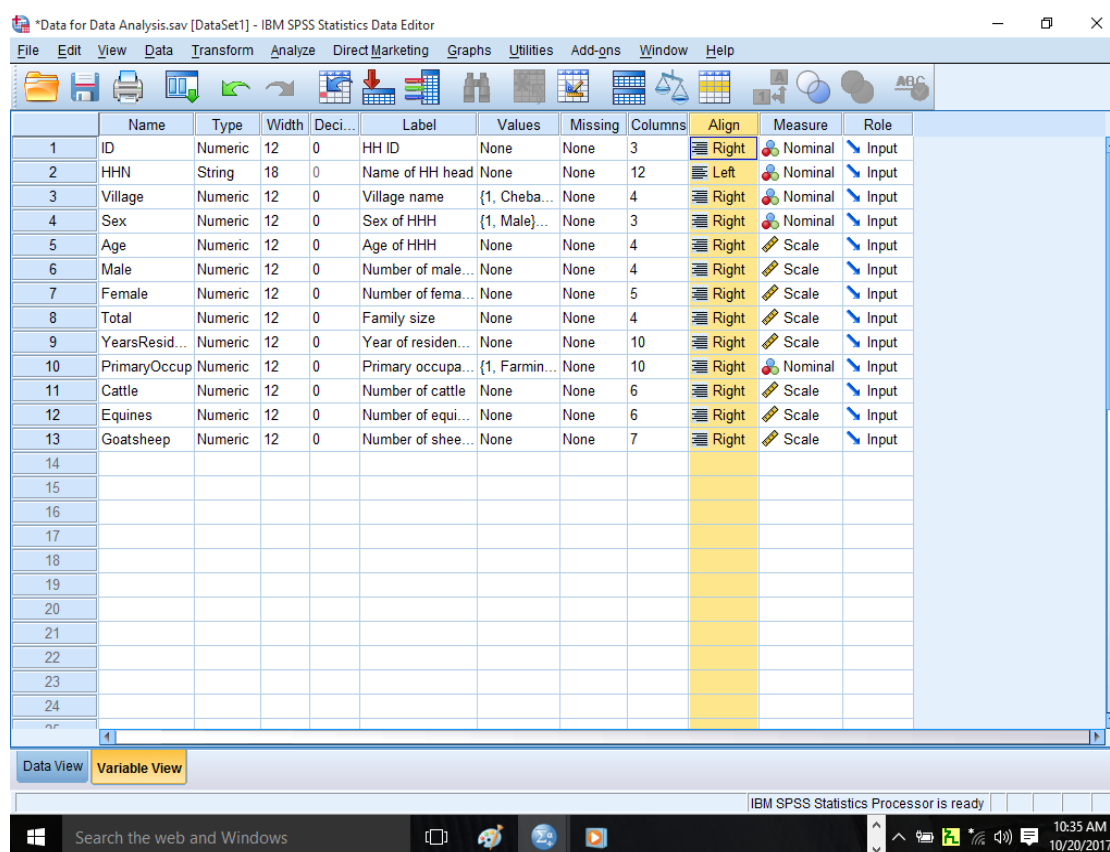 *Data for Data Analysis.sav [DataSet1] - IBM SPSS Statistics Data Editor
File Edit View Data Transform Analyze Direct Marketing Graphs Utilities Add-ons Window Help
Name Type Width Deci... Label Values Missing Columns Align Measure Role
1 ID Numeric 12 0 HH ID None None 3 Right Nominal Input
2 HHN String 18 0 Name of HH head None None 12 Left Nominal Input
3 Village Numeric 12 0 Village name {1, Cheba... None 4 Right Nominal Input
4 Sex Numeric 12 0 Sex of HHH {1, Male}... None 3 Right Nominal Input
5 Age Numeric 12 0 Age of HHH None None 4 Right Scale Input
6 Male Numeric 12 0 Number of male... None None 4 Right Scale Input
7 Female Numeric 12 0 Number of fema... None None 5 Right Scale Input
8 Total Numeric 12 0 Family size None None 4 Right Scale Input
9 YearsResid... Numeric 12 0 Year of residen... None None 10 Right Scale Input
10 PrimaryOccup Numeric 12 0 Primary occupa... {1, Farmin... None 10 Right Nominal Input
11 Cattle Numeric 12 0 Number of cattle None None 6 Right Scale Input
12 Equines Numeric 12 0 Number of equi... None None 6 Right Scale Input
13 Goatsheep Numeric 12 0 Number of shee... None None 7 Right Scale Input
14
15
16
17
18
19
20
21
22
23
24
Data View Variable View
IBM SPSS Statistics Processor is ready
Search the web and Windows
10:35 AM
10/20/2017